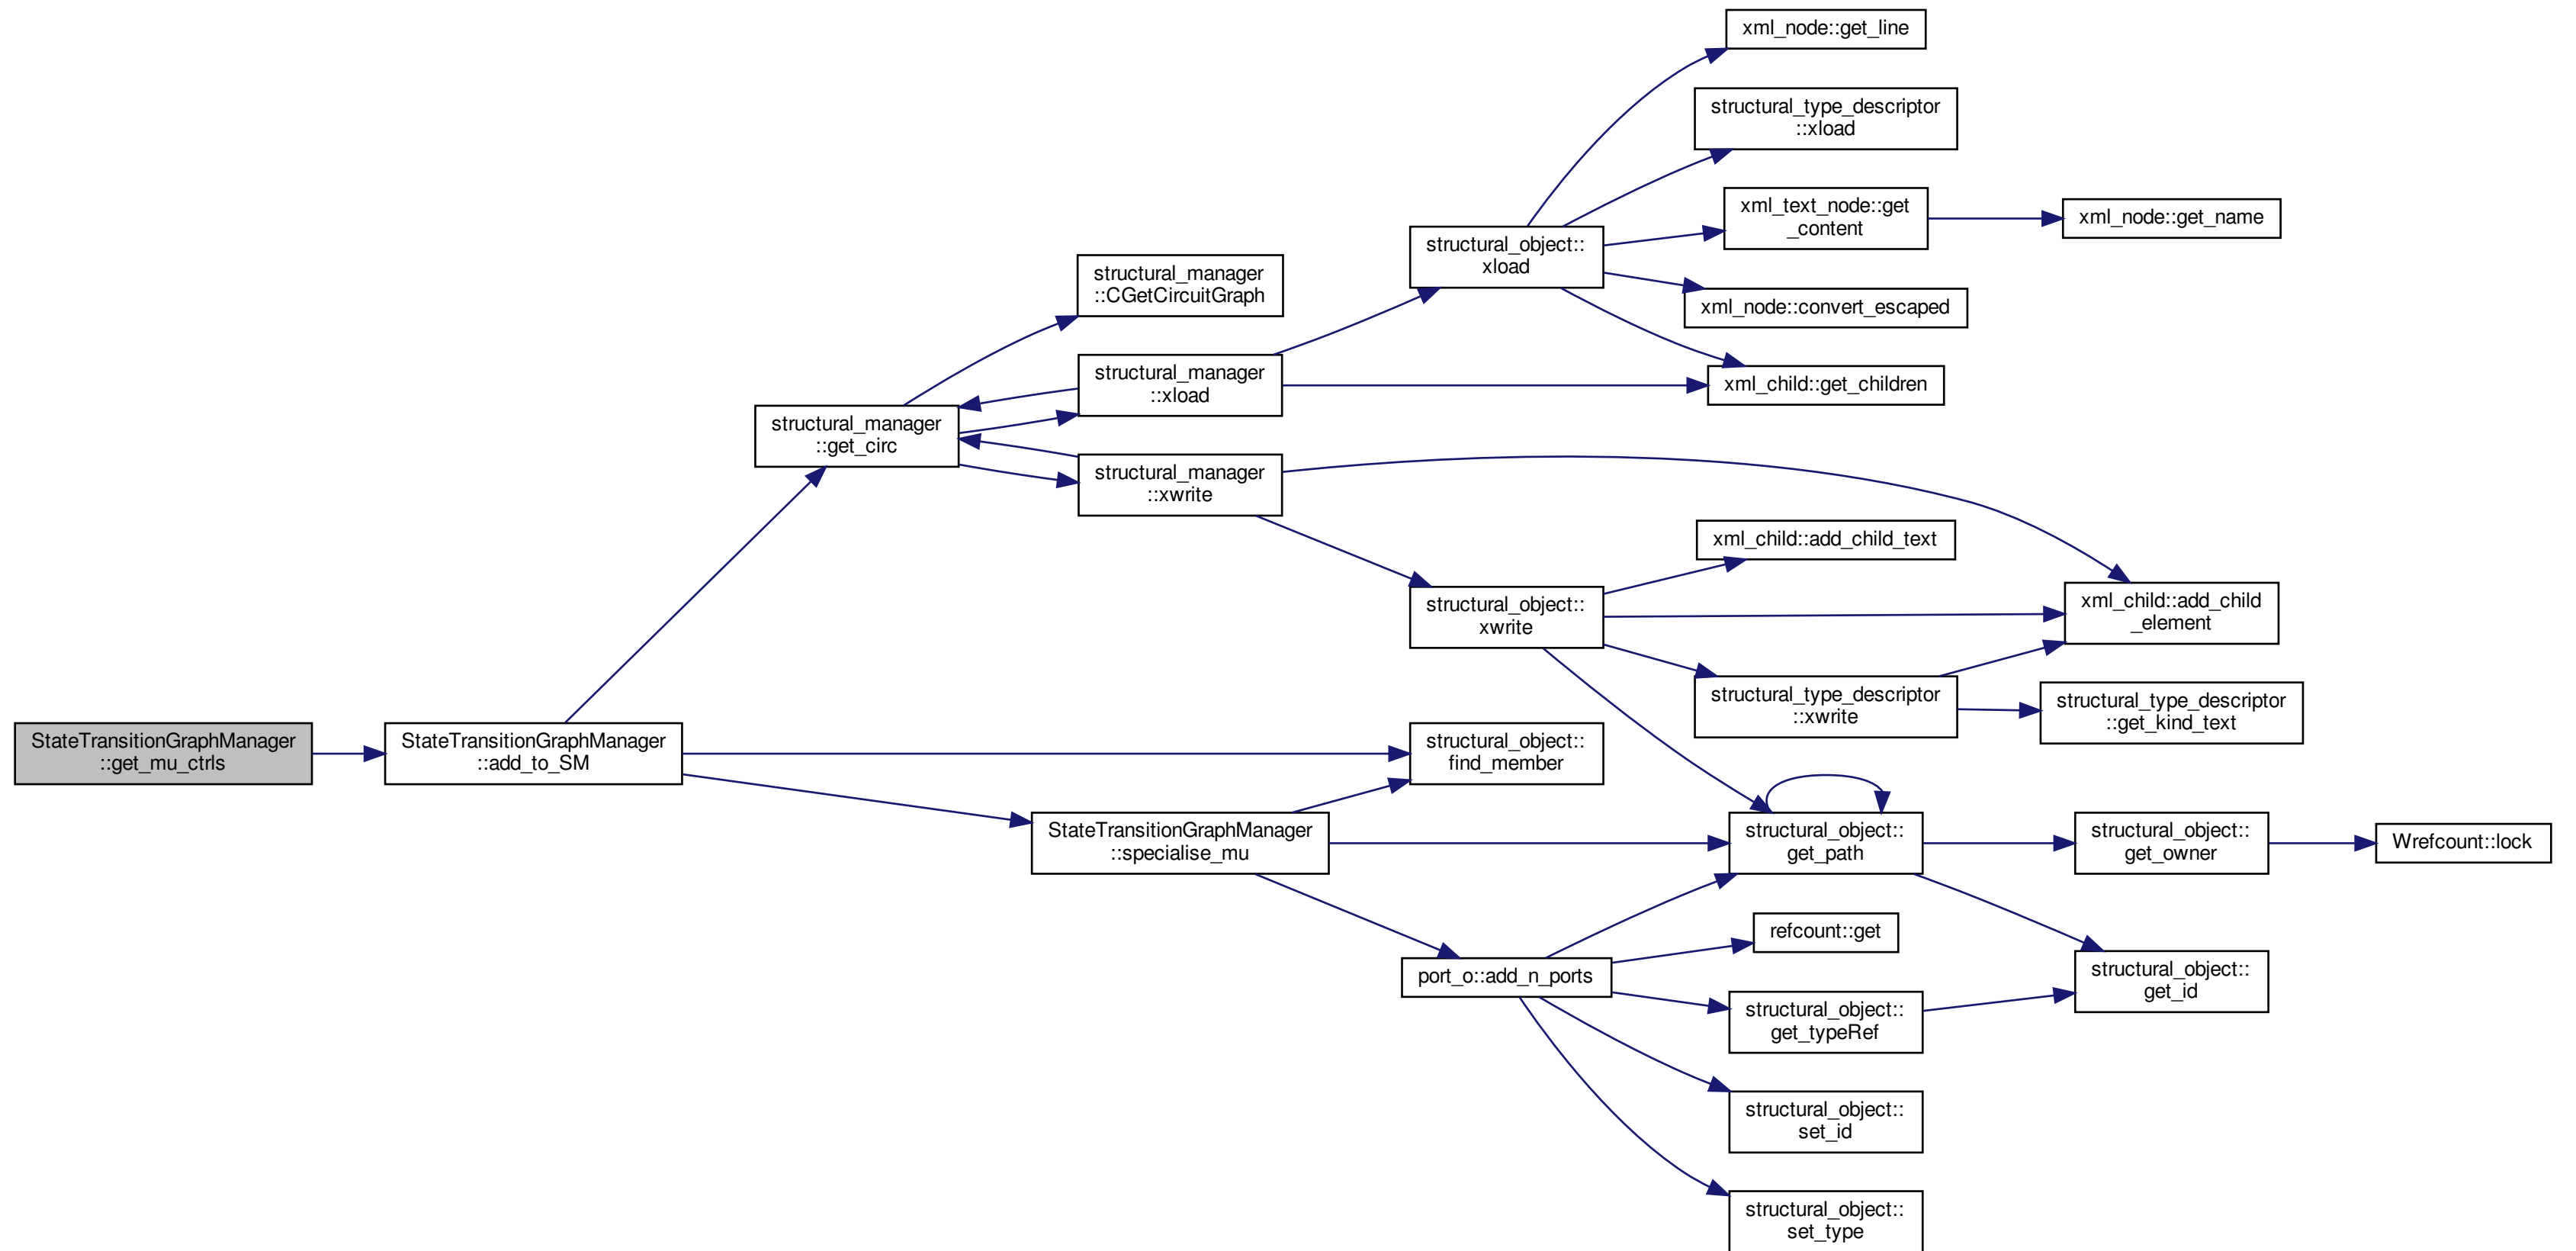 xml_node::get_line
structural_type_descriptor
::xload
xml_text_node::get
_content
xml_node::get_name
structural_object::
xload
structural_manager
::CGetCircuitGraph
xml_node::convert_escaped
structural_manager
::xload
xml_child::get_children
structural_manager
::get_circ
structural_manager
::xwrite
xml_child::add_child_text
structural_object::
xwrite
xml_child::add_child
_element
structural_type_descriptor
::xwrite
structural_type_descriptor
::get_kind_text
StateTransitionGraphManager
::get_mu_ctrls
StateTransitionGraphManager
::add_to_SM
structural_object::
find_member
StateTransitionGraphManager
::specialise_mu
structural_object::
get_path
structural_object::
get_owner
Wrefcount::lock
refcount::get
port_o::add_n_ports
structural_object::
get_id
structural_object::
get_typeRef
structural_object::
set_id
structural_object::
set_type